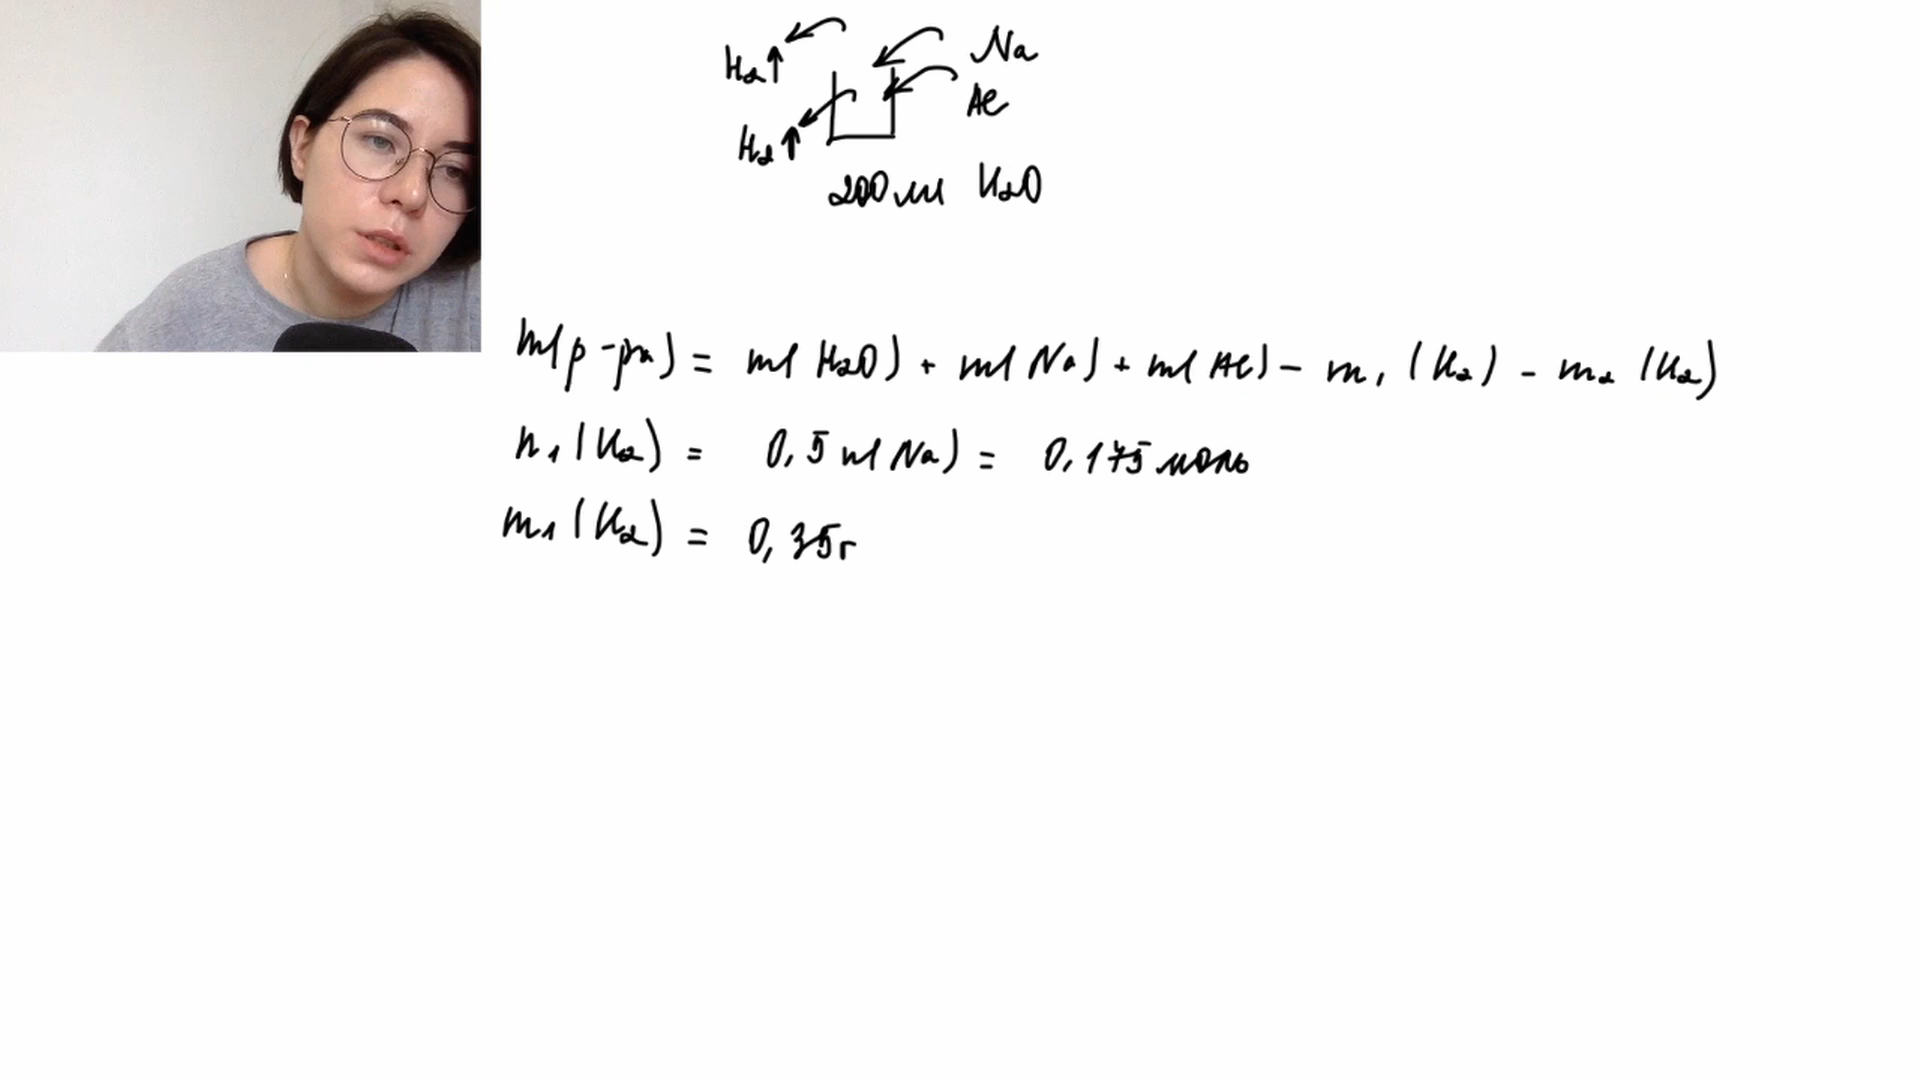 H₂↑ Na
Al
H₂↑
200 мл H₂O
m(р-ра) = m(H₂O) + m(Na) + m(Al) - m₁(H₂) - m₂(H₂)
n₁(H₂) = 0,5 n(Na) = 0,175 моль
m₁(H₂) = 0,35г